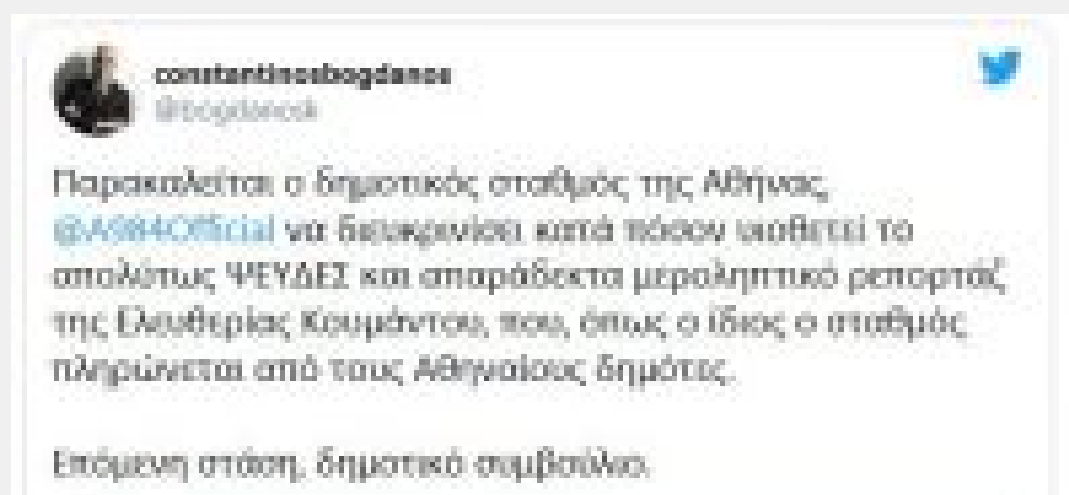 constantinosbogdanos
@bogdanosk
Παρακαλείται ο δημοτικός σταθμός της Αθήνας,
@A984Official να διευκρινίσει κατά πόσον υιοθετεί το
απολύτως ΨΕΥΔΕΣ και απαράδεκτα μεροληπτικό ρεπορτάζ
της Ελευθερίας Κουμάντου, που, όπως ο ίδιος ο σταθμός
πληρώνεται από τους Αθηναίους δημότες.
Επόμενη στάση, δημοτικό συμβούλιο.